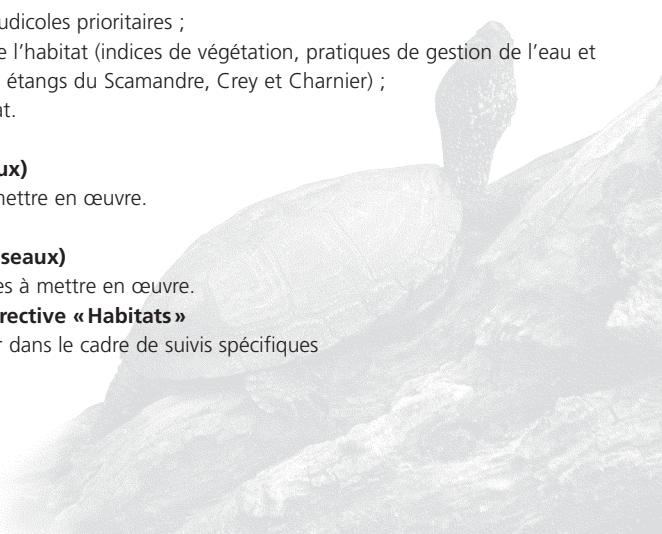 udicoles prioritaires ;
e l’habitat (indices de végétation, pratiques de gestion de l’eau et
étangs du Scamandre, Crey et Charnier) ;
at.
ux)
mettre en œuvre.
seaux)
es à mettre en œuvre.
rective « Habitats »
r dans le cadre de suivis spécifiques